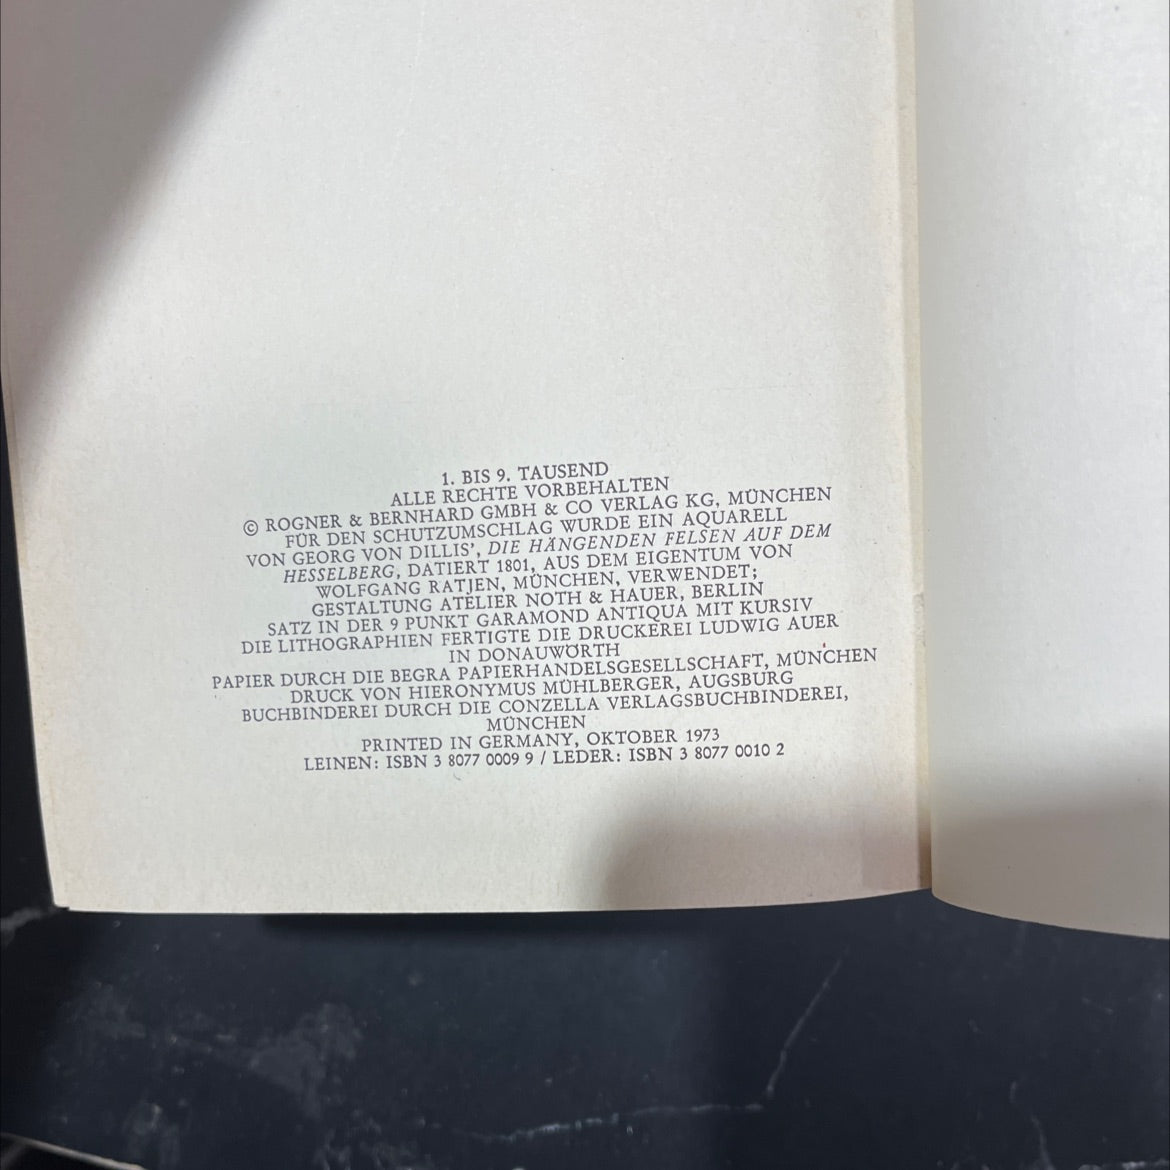 1. BIS 9. TAUSEND
ALLE RECHTE VORBEHALTEN
© ROGNER & BERNHARD GMBH & CO VERLAG KG, MÜNCHEN
FÜR DEN SCHUTZUMSCHLAG WURDE EIN AQUARELL
VON GEORG VON DILLIS', DIE HÄNGENDEN FELSEN AUF DEM
HESSELBERG, DATIERT 1801, AUS DEM EIGENTUM VON
WOLFGANG RATJEN, MÜNCHEN, VERWENDET;
GESTALTUNG ATELIER NOTH & HAUER, BERLIN
SATZ IN DER 9 PUNKT GARAMOND ANTIQUA MIT KURSIV
DIE LITHOGRAPHIEN FERTIGTE DIE DRUCKEREI LUDWIG AUER
IN DONAUWÖRTH
PAPIER DURCH DIE BEGRA PAPIERHANDELSGESELLSCHAFT, MÜNCHEN
DRUCK VON HIERONYMUS MÜHLBERGER, AUGSBURG
BUCHBINDEREI DURCH DIE CONZELLA VERLAGSBUCHBINDEREI,
MÜNCHEN
PRINTED IN GERMANY, OKTOBER 1973
LEINEN: ISBN 3 8077 0009 9 / LEDER: ISBN 3 8077 0010 2